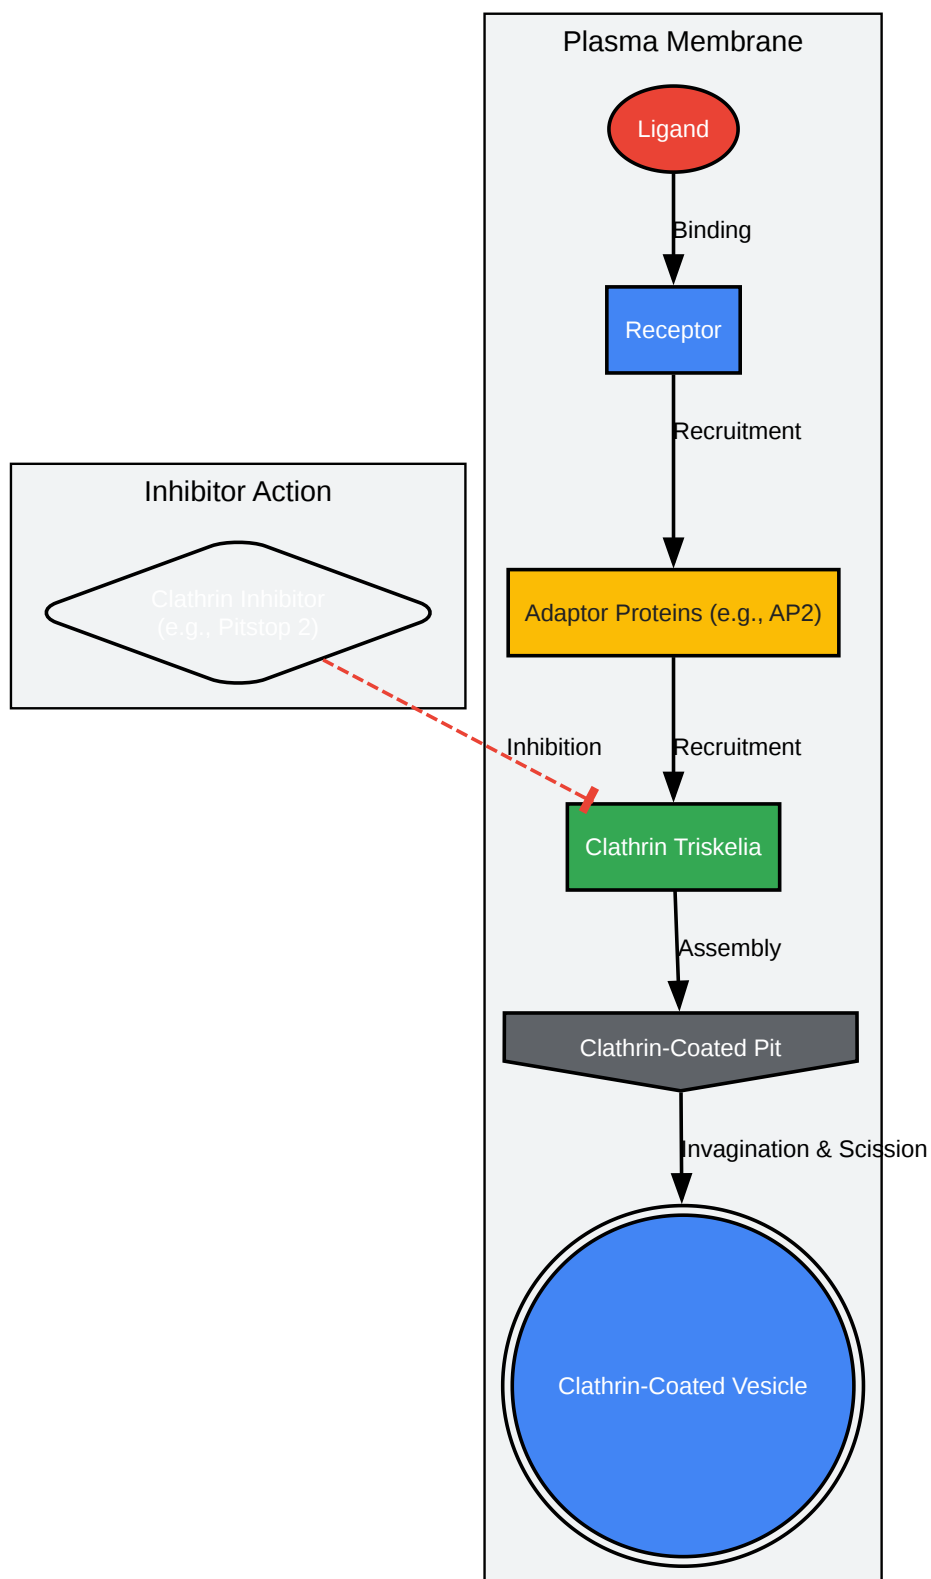 Plasma Membrane
Ligand
Binding
Receptor
Recruitment
Inhibitor Action
Clathrin Inhibitor
(e.g., Pitstop 2)
Adaptor Proteins (e.g., AP2)
Inhibition
Recruitment
Clathrin Triskelia
Assembly
Clathrin-Coated Pit
Invagination & Scission
Clathrin-Coated Vesicle